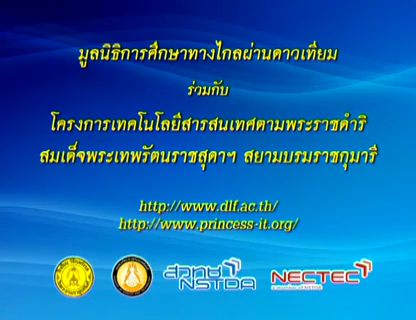 มูลนิธิการศึกษาทางไกลผ่านดาวเทียม
ร่วมกับ
โครงการเทคโนโลยีสารสนเทศตามพระราชดำริ
สมเด็จพระเทพรัตนราชสุดาฯ สยามบรมราชกุมารี
http://www.dlf.ac.th/
http://www.princess-it.org/
สวทช
NSTDA
NECTEC
a member of NSTDA